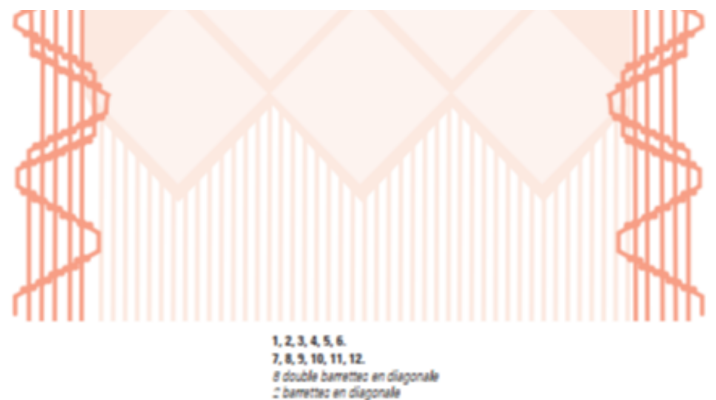 1, 2, 3, 4, 5, 6.
7, 8, 9, 10, 11, 12.
8 double barrettes en diagonale
2 barrettes en diagonale